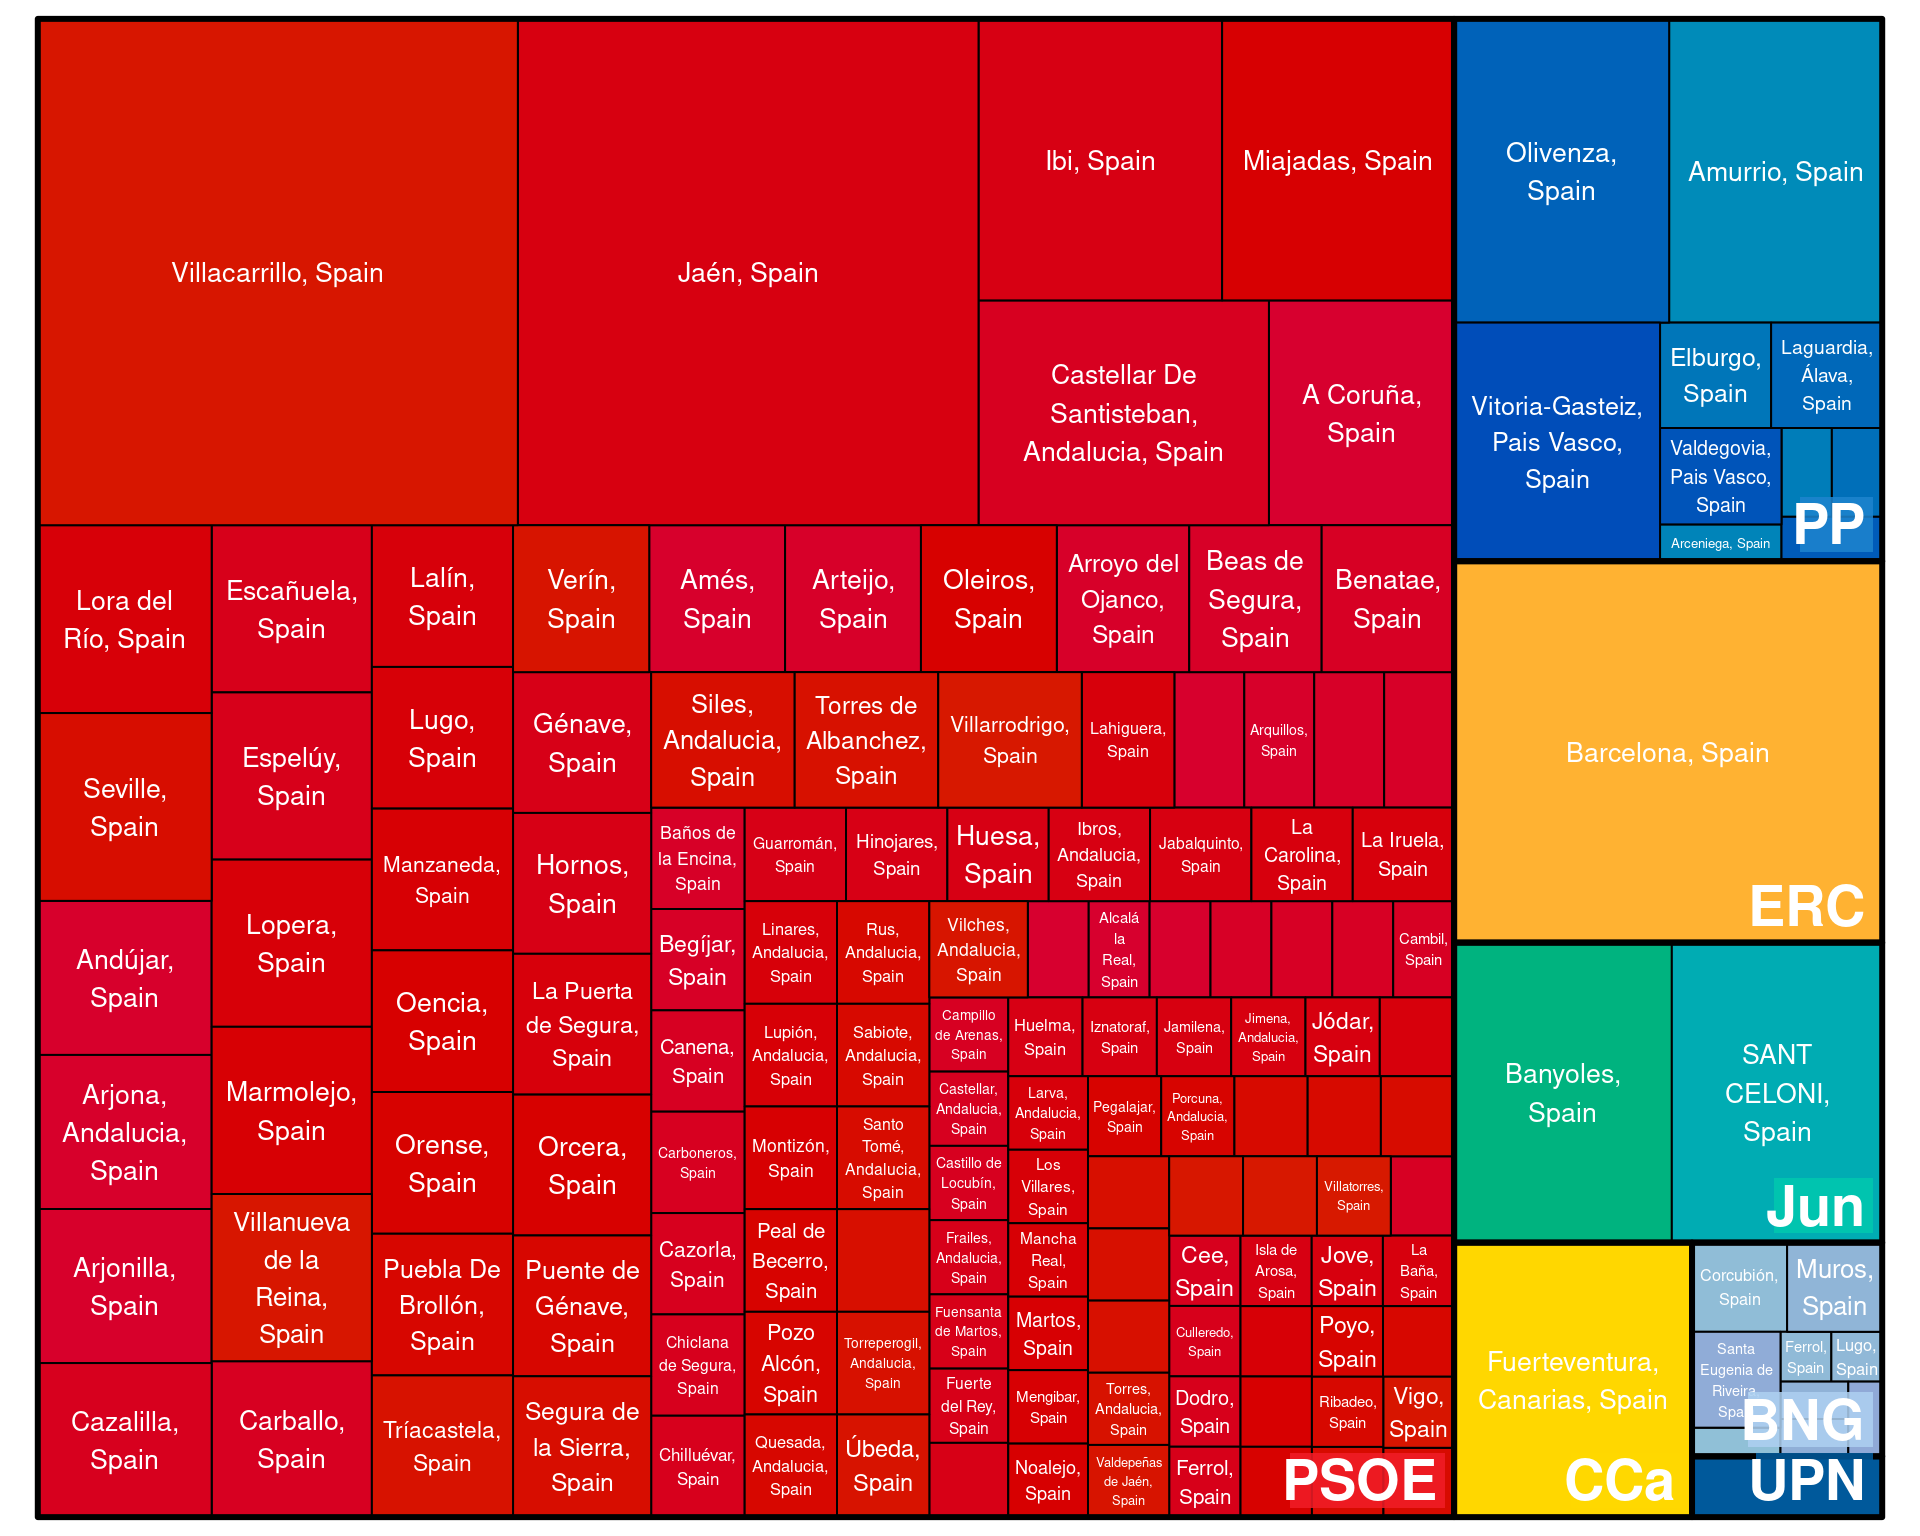 Villacarrillo, Spain
Jaén, Spain
Ibi, Spain
Miajadas, Spain
Castellar De
Santisteban,
Andalucia, Spain
A Coruña,
Spain
Lora del
Río, Spain
Seville,
Spain
Andújar,
Spain
Arjona,
Andalucia,
Spain
Arjonilla,
Spain
Cazalilla,
Spain
Escañuela,
Spain
Espelúy,
Spain
Lopera,
Spain
Marmolejo,
Spain
Villanueva
de la
Reina,
Spain
Carballo,
Spain
Lalín,
Spain
Lugo,
Spain
Manzaneda,
Spain
Oencia,
Spain
Orense,
Spain
Puebla De
Brollón,
Spain
Tríacastela,
Spain
Verín,
Spain
Génave,
Spain
Hornos,
Spain
La Puerta
de Segura,
Spain
Orcera,
Spain
Puente de
Génave,
Spain
Segura de
la Sierra,
Spain
Amés,
Spain
Arteijo,
Spain
Oleiros,
Spain
Arroyo del
Ojanco,
Spain
Beas de
Segura,
Spain
Benatae,
Spain
Siles,
Andalucia,
Spain
Torres de
Albanchez,
Spain
Villarrodrigo,
Spain
Lahiguera,
Spain
Arquillos,
Spain
Baños de
la Encina,
Spain
Begíjar,
Spain
Canena,
Spain
Carboneros,
Spain
Cazorla,
Spain
Chiclana
de Segura,
Spain
Chilluévar,
Spain
Guarromán,
Spain
Hinojares,
Spain
Huesa,
Spain
Ibros,
Andalucia,
Spain
Jabalquinto,
Spain
La
Carolina,
Spain
La Iruela,
Spain
Linares,
Andalucia,
Spain
Lupión,
Andalucia,
Spain
Montizón,
Spain
Peal de
Becerro,
Spain
Pozo
Alcón,
Spain
Quesada,
Andalucia,
Spain
Rus,
Andalucia,
Spain
Sabiote,
Andalucia,
Spain
Santo
Tomé,
Andalucia,
Spain
Torreperogil,
Andalucia,
Spain
Úbeda,
Spain
Vilches,
Andalucia,
Spain
Alcalá
la
Real,
Spain
Cambil,
Spain
Campillo
de Arenas,
Spain
Castellar,
Andalucia,
Spain
Castillo de
Locubín,
Spain
Frailes,
Andalucia,
Spain
Fuensanta
de Martos,
Spain
Fuerte
del Rey,
Spain
Huelma,
Spain
Iznatoraf,
Spain
Jamilena,
Spain
Jimena,
Andalucia,
Spain
Jódar,
Spain
Larva,
Andalucia,
Spain
Los
Villares,
Spain
Mancha
Real,
Spain
Martos,
Spain
Mengibar,
Spain
Noalejo,
Spain
Pegalajar,
Spain
Porcuna,
Andalucia,
Spain
Torres,
Andalucia,
Spain
Valdepeñas
de Jaén,
Spain
Villatorres,
Spain
Cee,
Spain
Culleredo,
Spain
Dodro,
Spain
Ferrol,
Spain
Isla de
Arosa,
Spain
Jove,
Spain
La
Baña,
Spain
Poyo,
Spain
Ribadeo,
Spain
Vigo,
Spain
PSOE
Olivenza,
Spain
Amurrio, Spain
Vitoria-Gasteiz,
Pais Vasco,
Spain
Elburgo,
Spain
Laguardia,
Álava,
Spain
Valdegovia,
Pais Vasco,
Spain
Arceniega, Spain
PP
Barcelona, Spain
ERC
Banyoles,
Spain
SANT
CELONI,
Spain
Jun
Fuerteventura,
Canarias, Spain
CCa
Corcubión,
Spain
Muros,
Spain
Santa
Eugenia de
Riveira,
Ferrol,
Spain
Lugo,
Spain
BNG
UPN